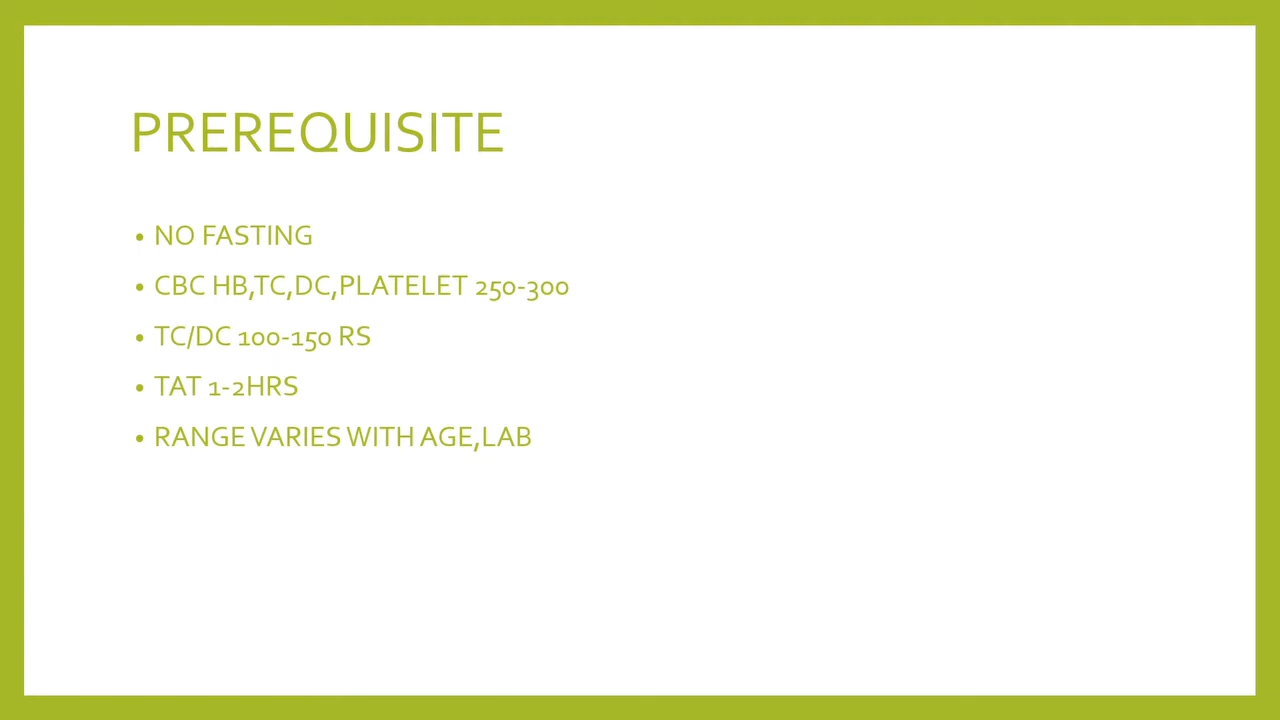 PREREQUISITE
• NO FASTING
• CBC HB,TC,DC,PLATELET 250-300
• TC/DC 100-150 RS
• TAT 1-2HRS
• RANGE VARIES WITH AGE,LAB